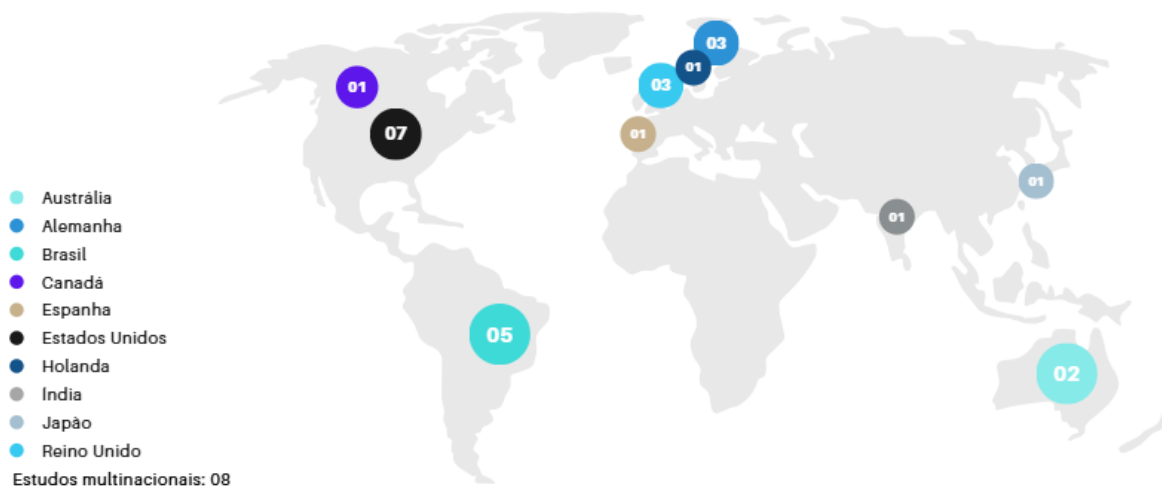 03
01
01
03
07
01
01
01
05
02
Austrália
Alemanha
Brasil
Canadá
Espanha
Estados Unidos
Holanda
Índia
Japão
Reino Unido
Estudos multinacionais: 08